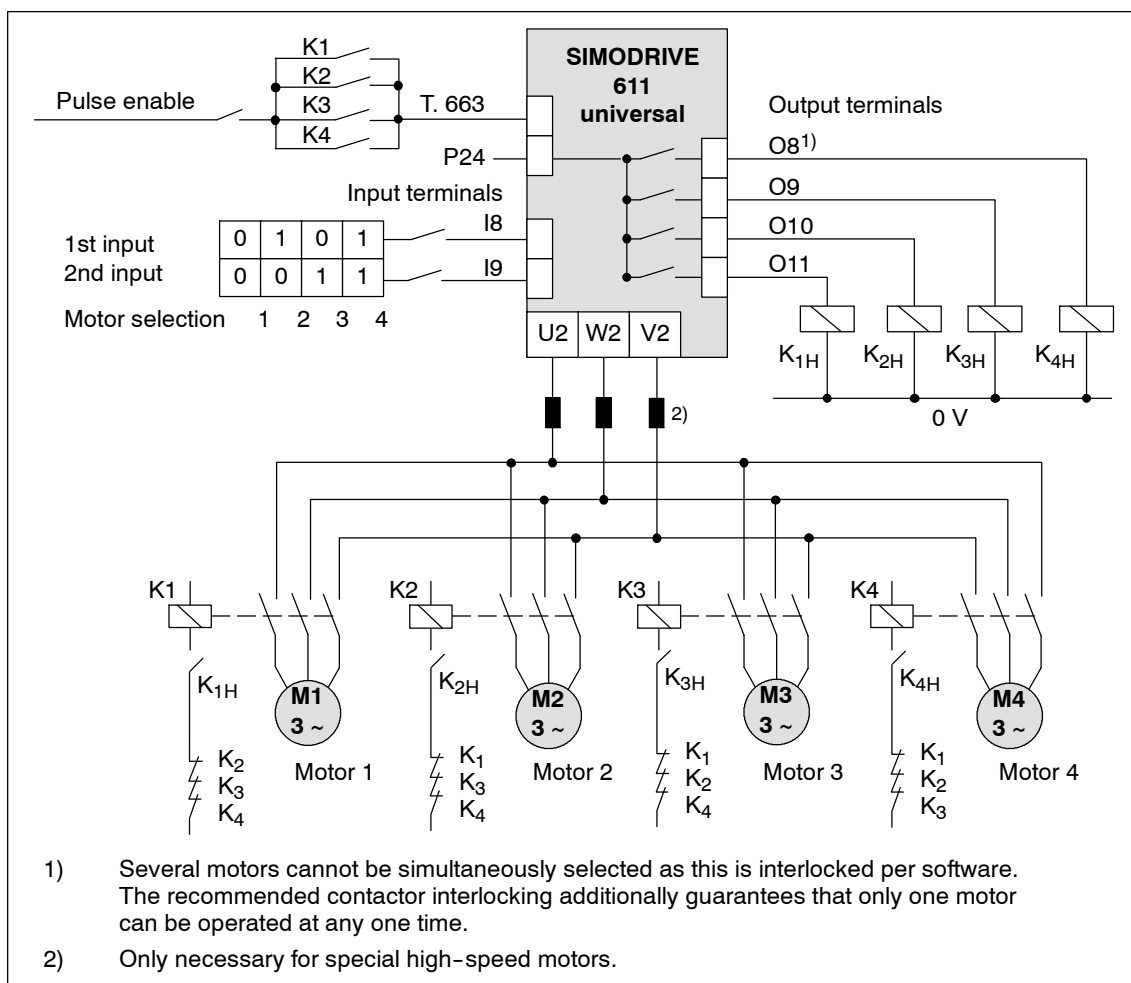 K1
K2
K3
K4
Pulse enable
T. 663
P24
SIMODRIVE
611
universal
Output terminals
O8 1)
O9
O10
O11
Input terminals
I8
I9
1st input 0 1 0 1
2nd input 0 0 1 1
Motor selection 1 2 3 4
U2 W2 V2
K1H K2H K3H K4H
0 V
2)
K1 K2 K3 K4
K1H K2H K3H K4H
M1
3 ~
M2
3 ~
M3
3 ~
M4
3 ~
K2
K3
K4
Motor 1
K1
K3
K4
Motor 2
K1
K2
K4
Motor 3
K1
K2
K3
Motor 4
1) Several motors cannot be simultaneously selected as this is interlocked per software.
The recommended contactor interlocking additionally guarantees that only one motor
can be operated at any one time.
2) Only necessary for special high-speed motors.